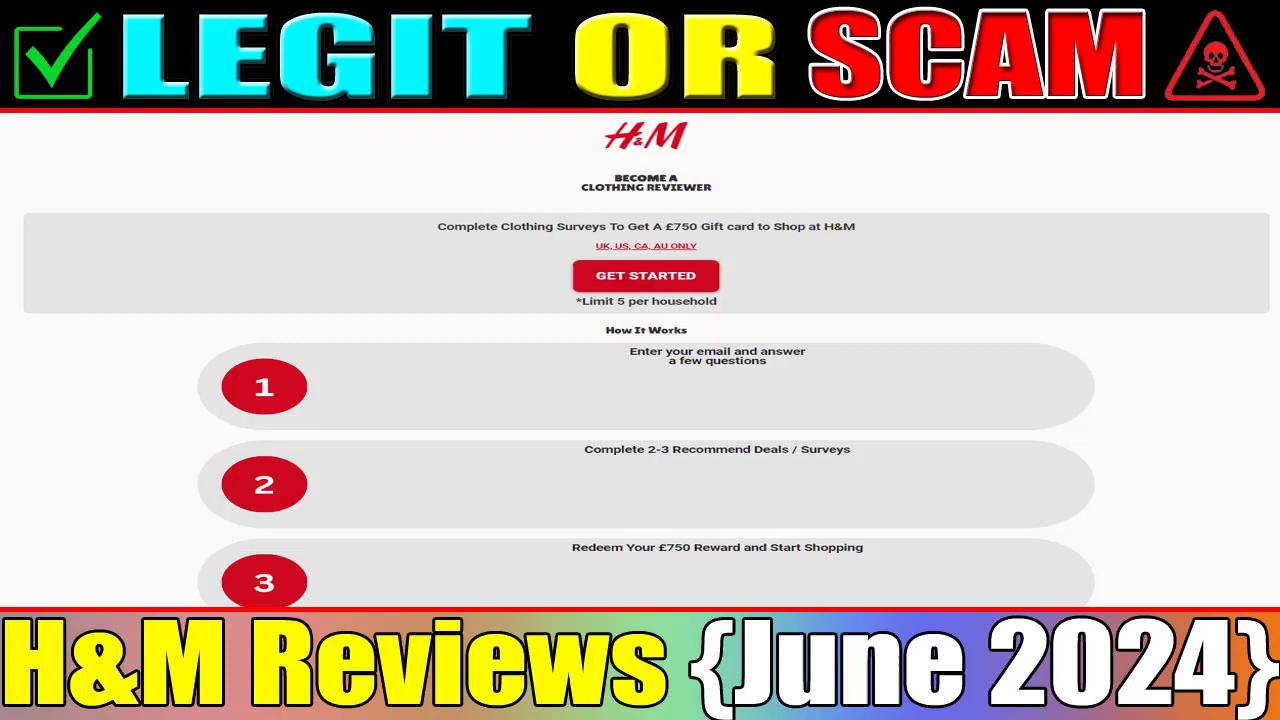 LEGIT OR SCAM
H&M
BECOME A
CLOTHING REVIEWER
Complete Clothing Surveys To Get A £750 Gift card to Shop at H&M
UK, US, CA, AU ONLY
GET STARTED
*Limit 5 per household
How It Works
Enter your email and answer
a few questions
1
Complete 2-3 Recommend Deals / Surveys
2
Redeem Your £750 Reward and Start Shopping
3
H&M Reviews {June 2024}